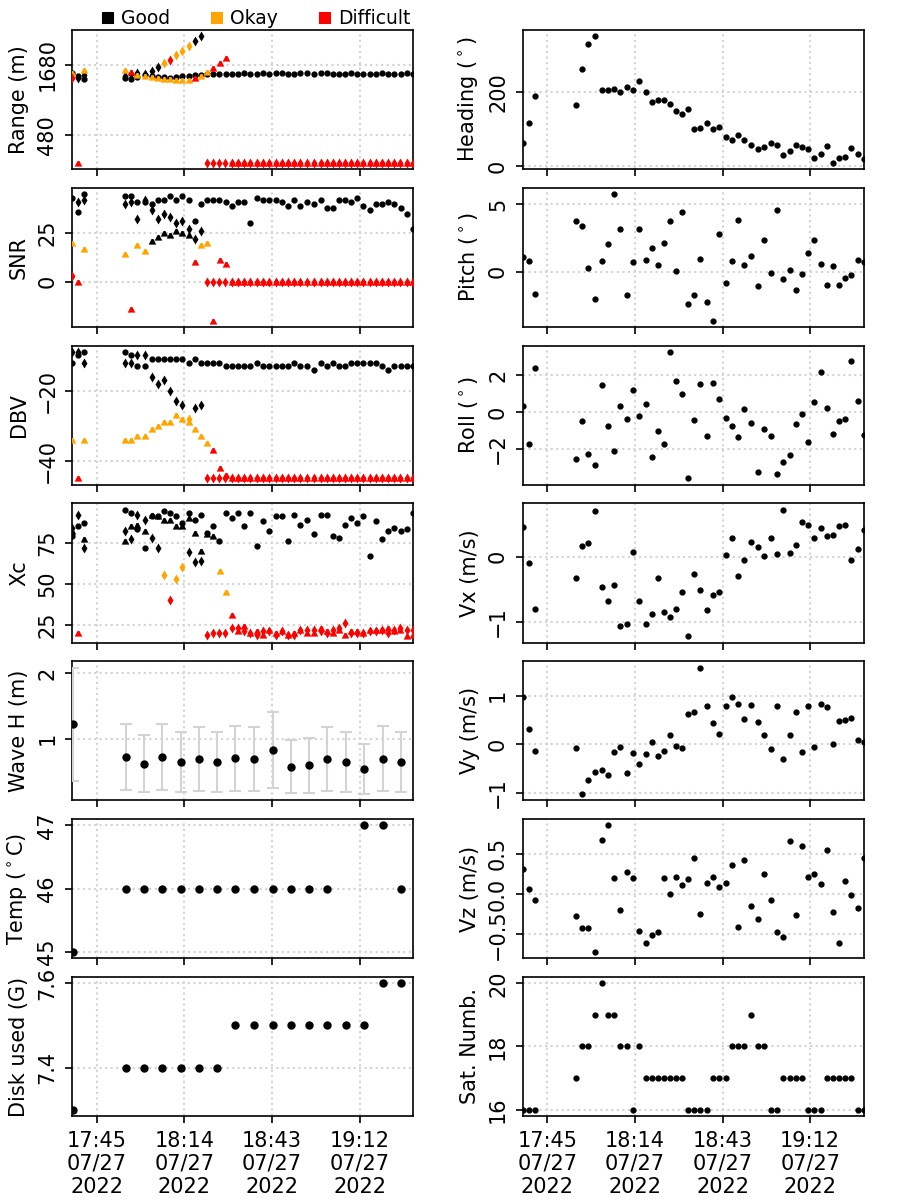 Good Okay Difficult
Range (m)
1680
480
Heading (°)
200
0
SNR
25
0
Pitch (°)
5
0
DBV
−20
−40
Roll (°)
2
0
−2
Xc
75
50
25
Vx (m/s)
0
−1
Wave H (m)
2
1
Vy (m/s)
1
0
−1
Temp (°C)
47
46
45
Vz (m/s)
0.5
0.0
−0.5
Disk used (G)
7.6
7.4
Sat. Numb.
20
18
16
17:45 18:14 18:43 19:12
07/27 07/27 07/27 07/27
2022 2022 2022 2022
17:45 18:14 18:43 19:12
07/27 07/27 07/27 07/27
2022 2022 2022 2022